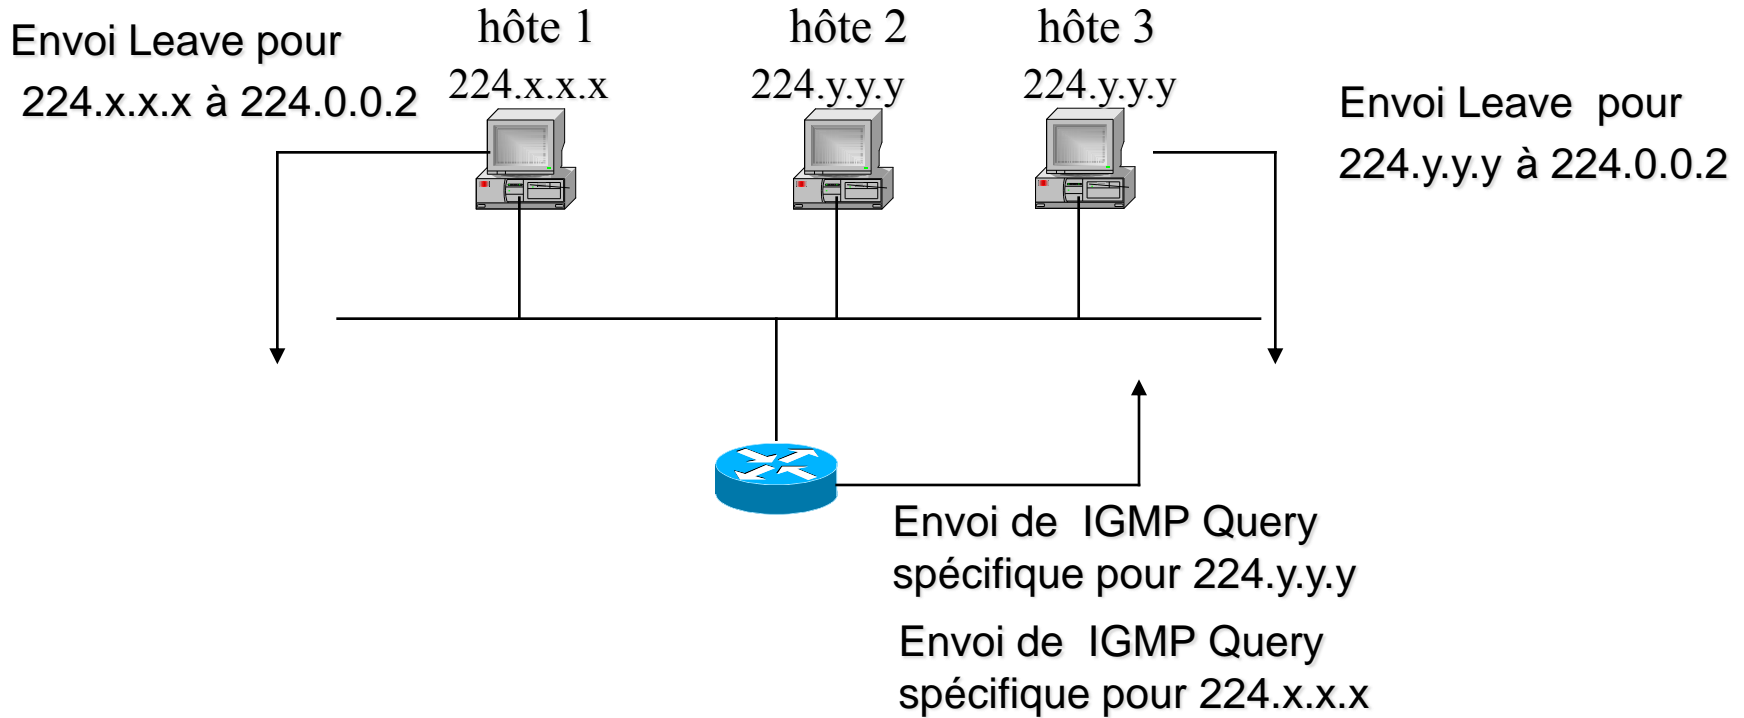 Envoi Leave pour
224.x.x.x à 224.0.0.2
hôte 1
224.x.x.x
hôte 2
224.y.y.y
hôte 3
224.y.y.y
Envoi Leave pour
224.y.y.y à 224.0.0.2
Envoi de IGMP Query
spécifique pour 224.y.y.y
Envoi de IGMP Query
spécifique pour 224.x.x.x